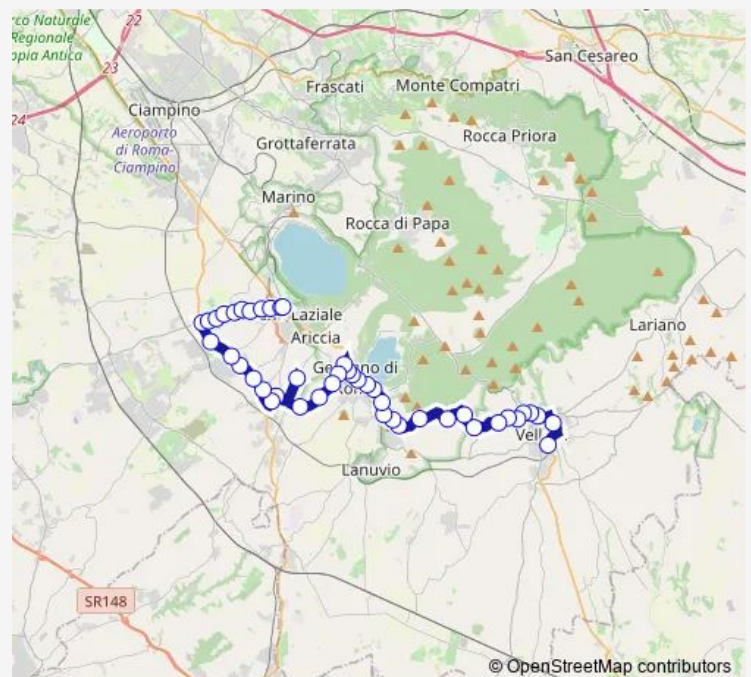 rco Naturale
Regionale
opia Antica
22
23
24
San Cesareo
Frascati
Monte Compatri
Ciampino
Aeroporto
di Roma-
Ciampino
Grottaferrata
Rocca Priora
Marino
Rocca di Papa
Laziale
Ariccia
Lariano
Lanuvio
SR148
© OpenStreetMap contributors